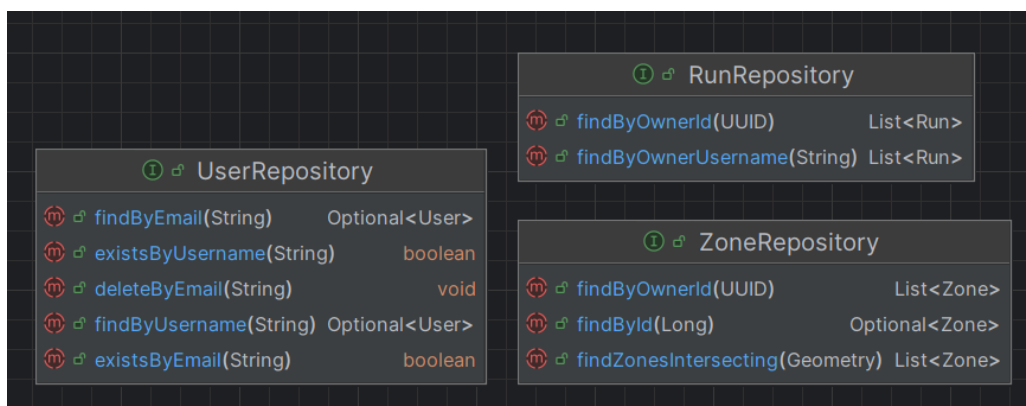 UserRepository
findByEmail(String) Optional<User>
existsByUsername(String) boolean
deleteByEmail(String) void
findByUsername(String) Optional<User>
existsByEmail(String) boolean
RunRepository
findByOwnerId(UUID) List<Run>
findByOwnerUsername(String) List<Run>
ZoneRepository
findByOwnerId(UUID) List<Zone>
findById(Long) Optional<Zone>
findZonesIntersecting(Geometry) List<Zone>